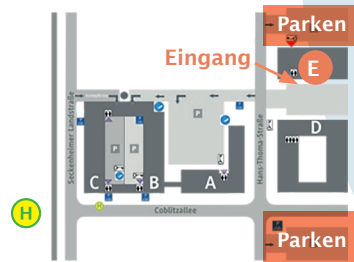 Parken
Eingang
E
P
P
P
D
C
B
A
Seckenheimer Landstraße
Hans-Thoma-Straße
H
H
Coblitzallee
Parken